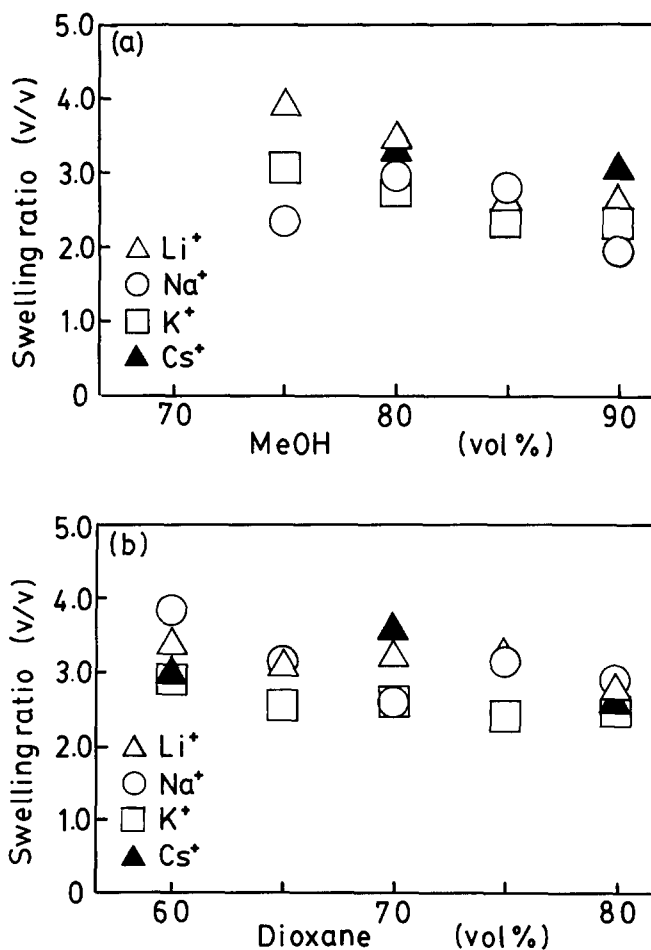 (a)
Swelling ratio (v/v)
5.0
4.0
3.0
2.0
1.0
0
△ Li⁺
○ Na⁺
□ K⁺
▲ Cs⁺
70 80 90
MeOH (vol %)
(b)
Swelling ratio (v/v)
5.0
4.0
3.0
2.0
1.0
0
△ Li⁺
○ Na⁺
□ K⁺
▲ Cs⁺
60 70 80
Dioxane (vol %)